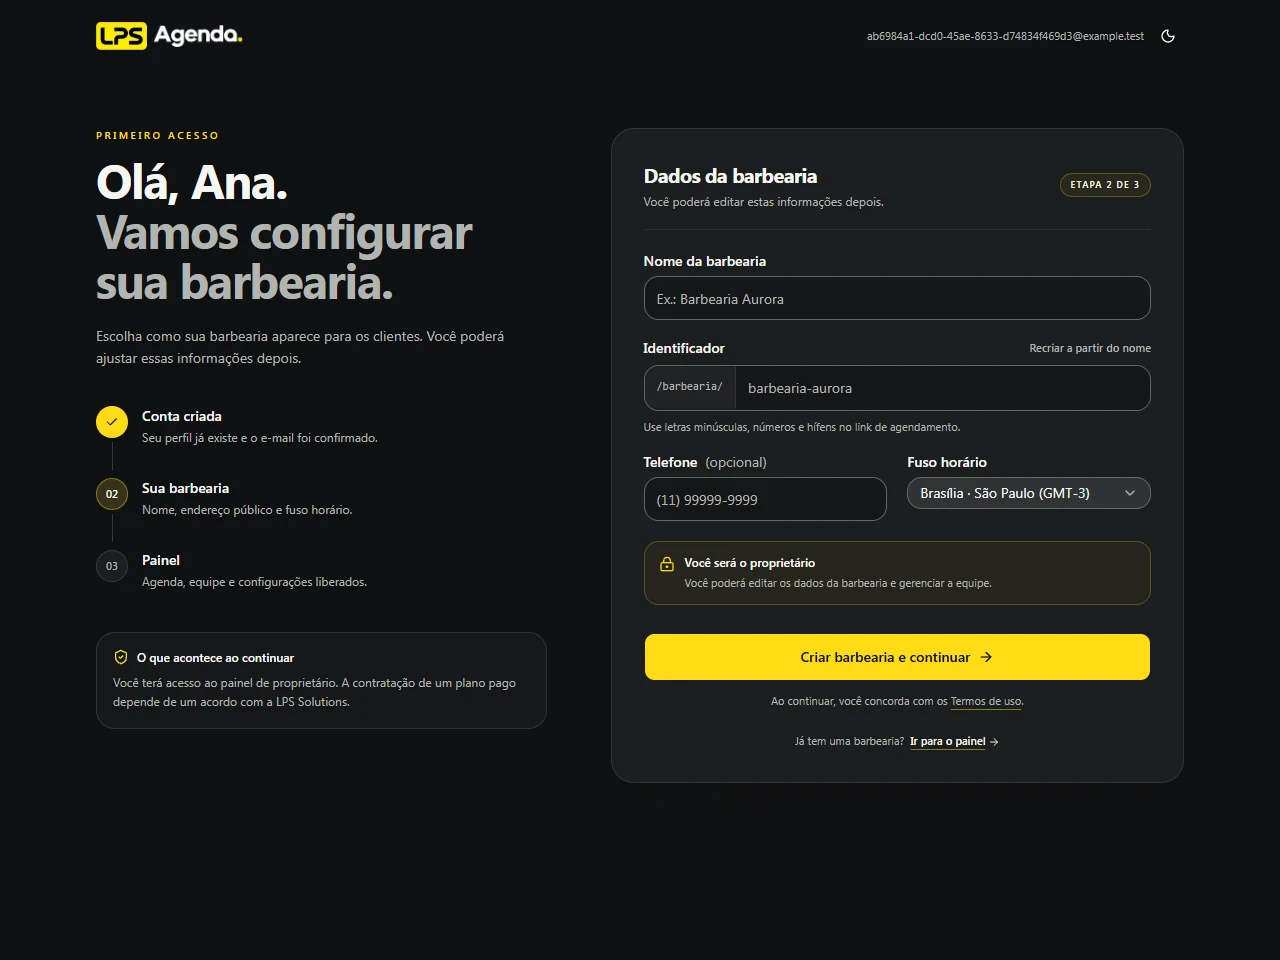 LPS Agenda.
ab6984a1-dcd0-45ae-8633-d74834f469d3@example.test
PRIMEIRO ACESSO
Olá, Ana.
Vamos configurar
sua barbearia.
Escolha como sua barbearia aparece para os clientes. Você poderá
ajustar essas informações depois.
Conta criada
Seu perfil já existe e o e-mail foi confirmado.
02
Sua barbearia
Nome, endereço público e fuso horário.
03
Painel
Agenda, equipe e configurações liberados.
O que acontece ao continuar
Você terá acesso ao painel de proprietário. A contratação de um plano pago
depende de um acordo com a LPS Solutions.
Dados da barbearia
Você poderá editar estas informações depois.
ETAPA 2 DE 3
Nome da barbearia
Ex.: Barbearia Aurora
Identificador
Recriar a partir do nome
/barbearia/
barbearia-aurora
Use letras minúsculas, números e hífens no link de agendamento.
Telefone (opcional)
(11) 99999-9999
Fuso horário
Brasília · São Paulo (GMT-3)
Você será o proprietário
Você poderá editar os dados da barbearia e gerenciar a equipe.
Criar barbearia e continuar →
Ao continuar, você concorda com os Termos de uso.
Já tem uma barbearia? Ir para o painel →